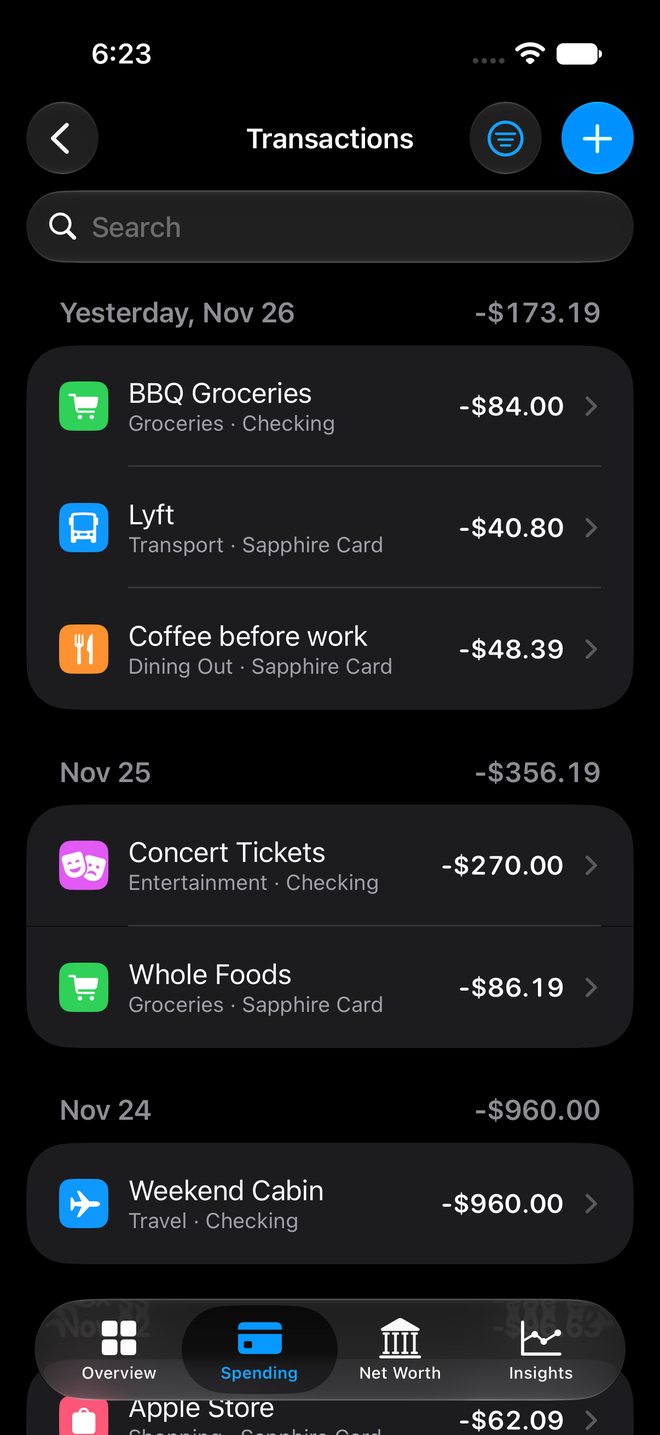 6:23
Transactions
Search
Yesterday, Nov 26 -$173.19
BBQ Groceries
-$84.00
Groceries · Checking
Lyft
-$40.80
Transport · Sapphire Card
Coffee before work
-$48.39
Dining Out · Sapphire Card
Nov 25 -$356.19
Concert Tickets
-$270.00
Entertainment · Checking
Whole Foods
-$86.19
Groceries · Sapphire Card
Nov 24 -$960.00
Weekend Cabin
-$960.00
Travel · Checking
Overview Spending Net Worth Insights
Apple Store
-$62.09
Shopping · Sapphire Card